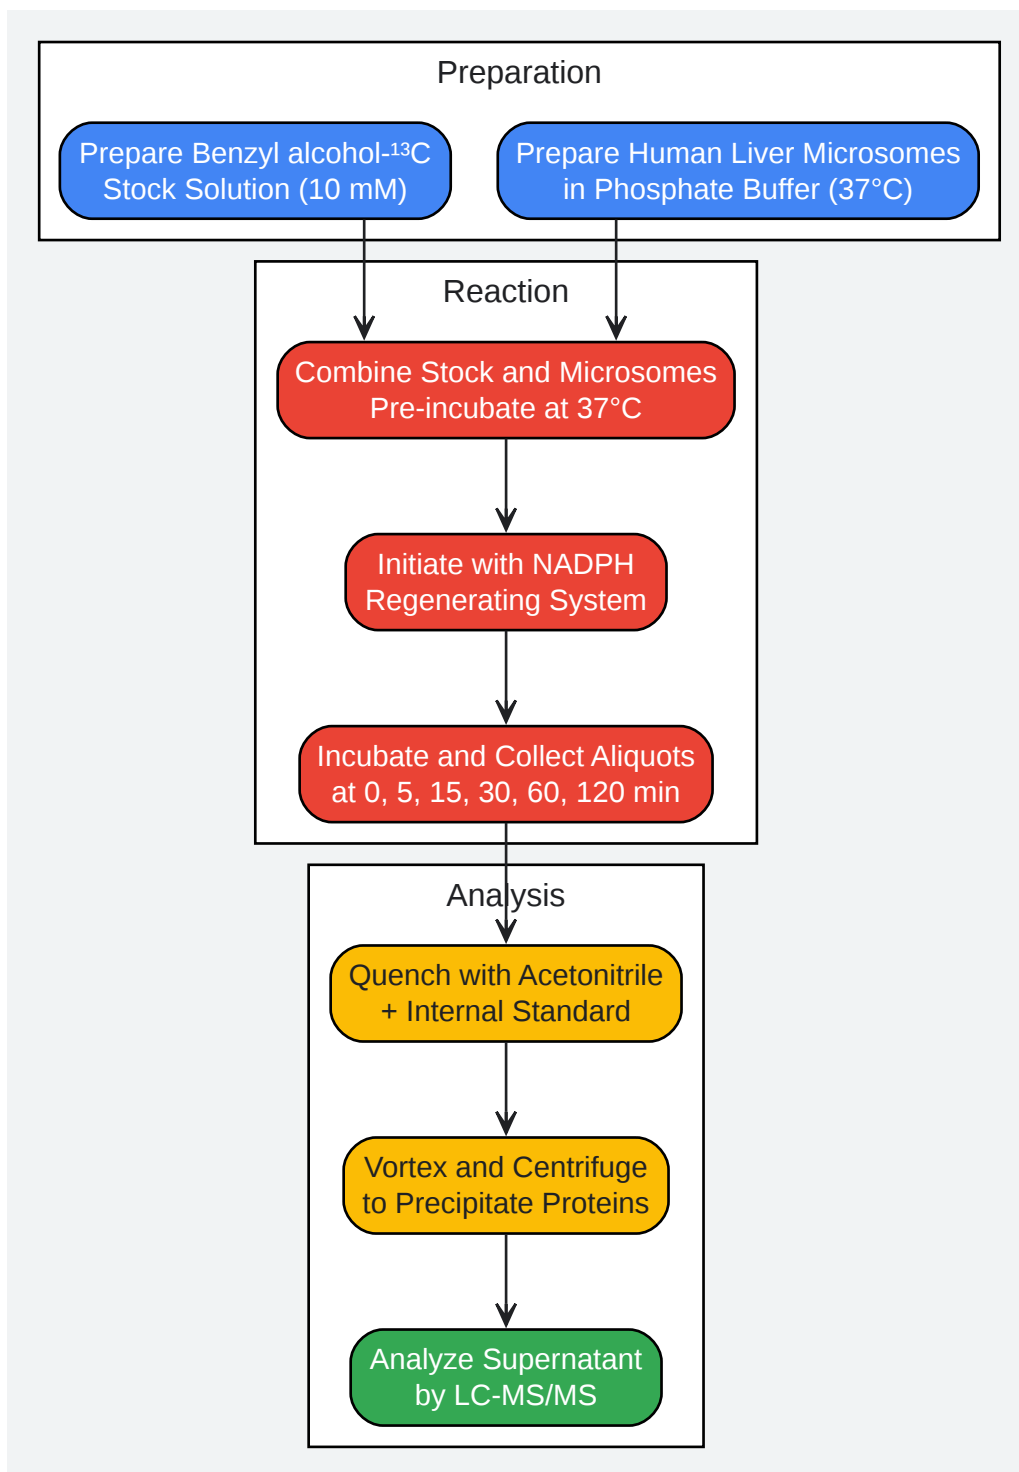 Preparation
Prepare Benzyl alcohol-¹³C
Stock Solution (10 mM)
Prepare Human Liver Microsomes
in Phosphate Buffer (37°C)
Reaction
Combine Stock and Microsomes
Pre-incubate at 37°C
Initiate with NADPH
Regenerating System
Incubate and Collect Aliquots
at 0, 5, 15, 30, 60, 120 min
Analysis
Quench with Acetonitrile
+ Internal Standard
Vortex and Centrifuge
to Precipitate Proteins
Analyze Supernatant
by LC-MS/MS